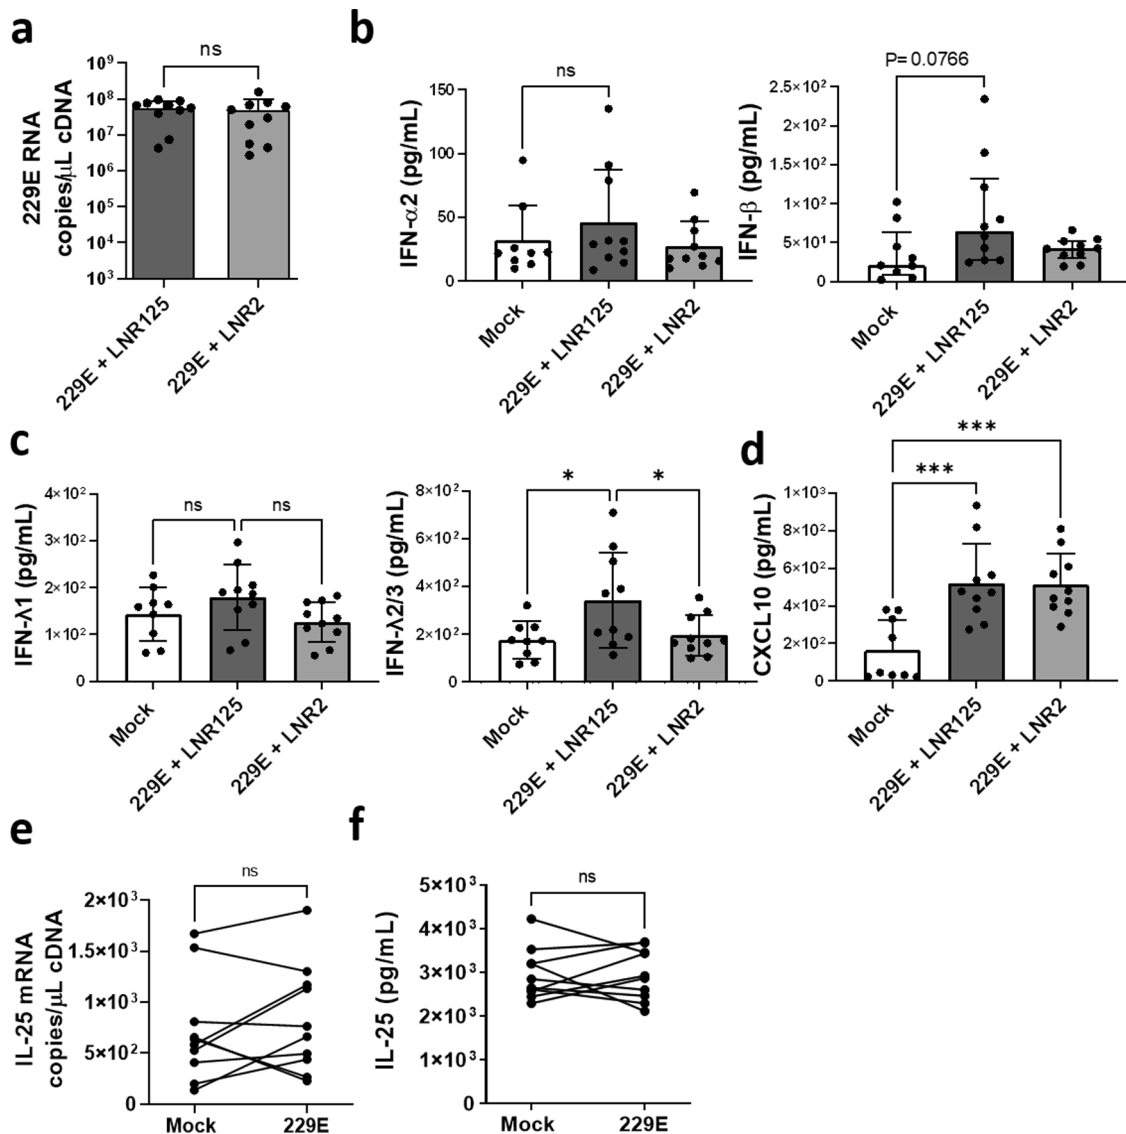 a
ns
229E RNA
copies/μL cDNA
10⁹
10⁸
10⁷
10⁶
10⁵
10⁴
10³
229E + LNR125
229E + LNR2
b
ns
IFN-α2 (pg/mL)
150
100
50
0
Mock
229E + LNR125
229E + LNR2
P= 0.0766
IFN-β (pg/mL)
2.5×10²
2×10²
1.5×10²
1×10²
5×10¹
0
Mock
229E + LNR125
229E + LNR2
c
ns
ns
IFN-λ1 (pg/mL)
4×10²
3×10²
2×10²
1×10²
0
Mock
229E + LNR125
229E + LNR2
*
*
IFN-λ2/3 (pg/mL)
8×10²
6×10²
4×10²
2×10²
0
Mock
229E + LNR125
229E + LNR2
d
***
***
CXCL10 (pg/mL)
1×10³
8×10²
6×10²
4×10²
2×10²
0
Mock
229E + LNR125
229E + LNR2
e
ns
IL-25 mRNA
copies/μL cDNA
2×10³
1.5×10³
1×10³
5×10²
0
Mock
229E
f
ns
IL-25 (pg/mL)
5×10³
4×10³
3×10³
2×10³
1×10³
0
Mock
229E